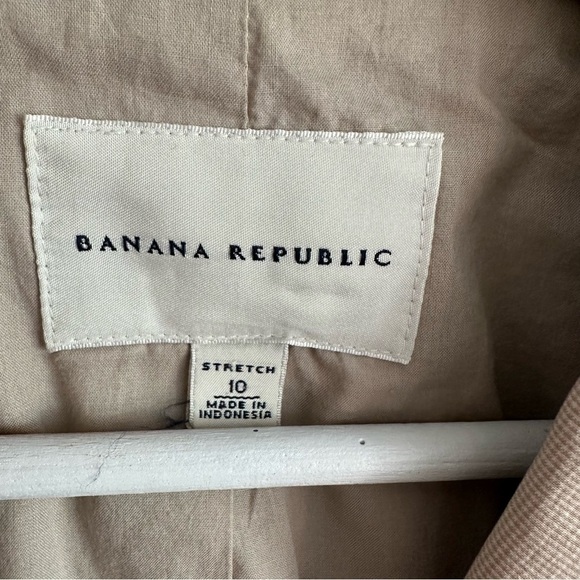 BANANA REPUBLIC
STRETCH
10
MADE IN
INDONESIA